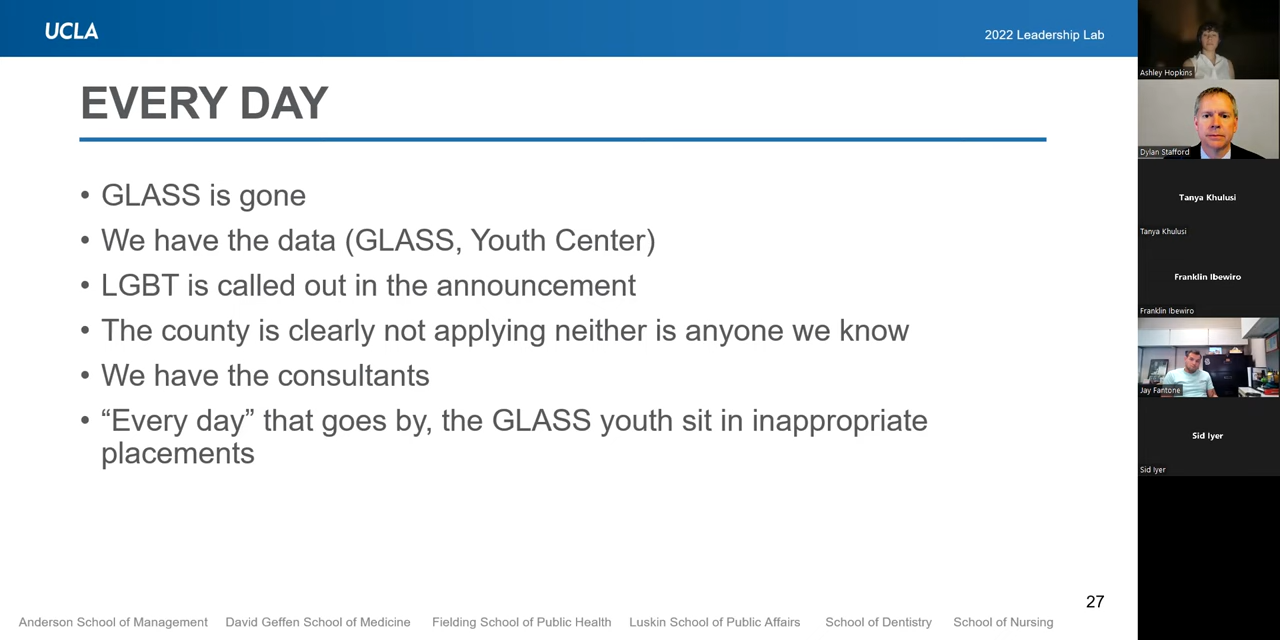 UCLA
2022 Leadership Lab
EVERY DAY
• GLASS is gone
• We have the data (GLASS, Youth Center)
• LGBT is called out in the announcement
• The county is clearly not applying neither is anyone we know
• We have the consultants
• “Every day” that goes by, the GLASS youth sit in inappropriate
placements
27
Anderson School of Management David Geffen School of Medicine Fielding School of Public Health Luskin School of Public Affairs School of Dentistry School of Nursing
Ashley Hopkins
Dylan Stafford
Tanya Khulusi
Tanya Khulusi
Franklin Ibewiro
Franklin Ibewiro
Jay Fantone
Sid Iyer
Sid Iyer